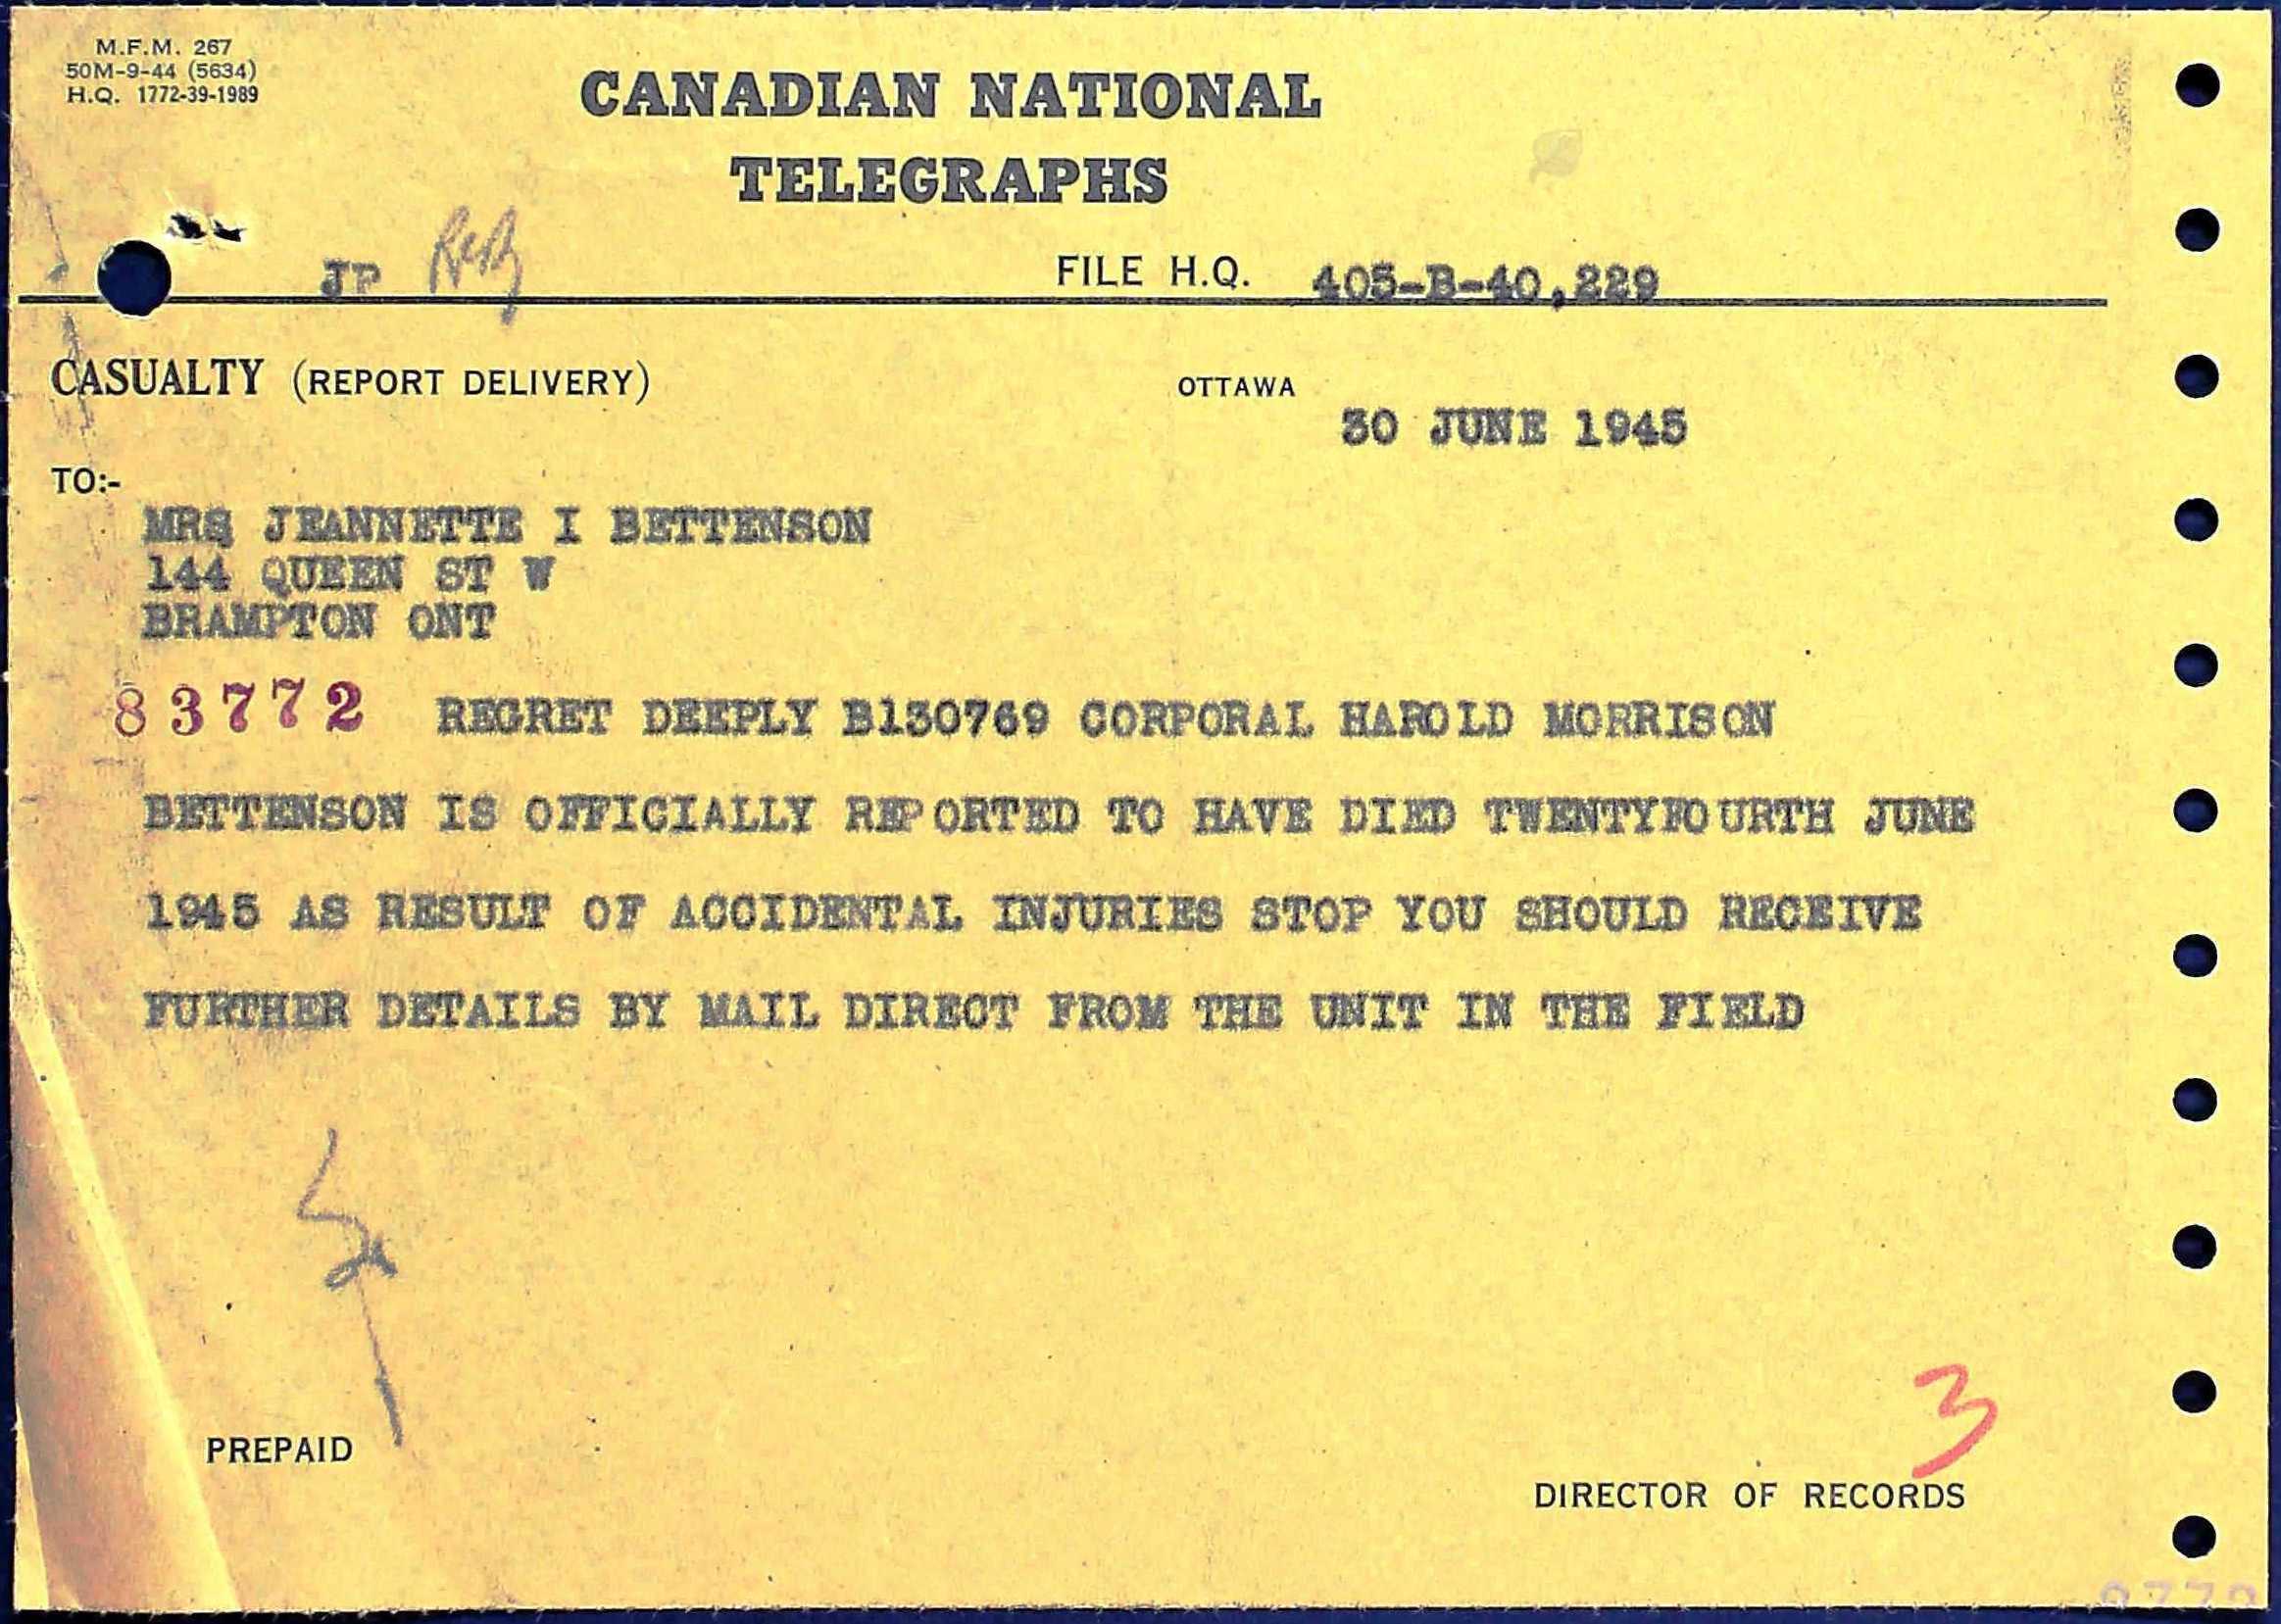 M.F.M. 267
50M-9-44 (5634)
H.Q. 1772-39-1989
CANADIAN NATIONAL
TELEGRAPHS
JP
FILE H.Q. 405-B-40,229
CASUALTY (REPORT DELIVERY)
OTTAWA
30 JUNE 1945
TO:-
MRS JEANNETTE I BETTENSON
144 QUEEN ST W
BRAMPTON ONT
83772 REGRET DEEPLY B130769 CORPORAL HAROLD MORRISON
BETTENSON IS OFFICIALLY REPORTED TO HAVE DIED TWENTYFOURTH JUNE
1945 AS RESULT OF ACCIDENTAL INJURIES STOP YOU SHOULD RECEIVE
FURTHER DETAILS BY MAIL DIRECT FROM THE UNIT IN THE FIELD
3
PREPAID
DIRECTOR OF RECORDS